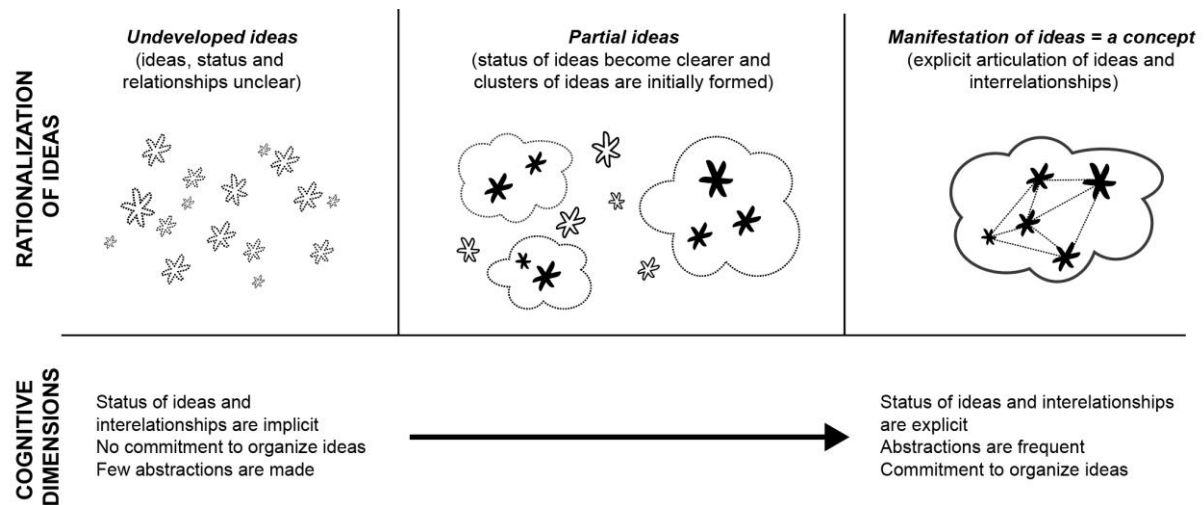 RATIONALIZATION
OF IDEAS
Undeveloped ideas
(ideas, status and
relationships unclear)
Partial ideas
(status of ideas become clearer and
clusters of ideas are initially formed)
Manifestation of ideas = a concept
(explicit articulation of ideas and
interrelationships)
COGNITIVE
DIMENSIONS
Status of ideas and
interelationships are implicit
No commitment to organize ideas
Few abstractions are made
Status of ideas and interelationships
are explicit
Abstractions are frequent
Commitment to organize ideas